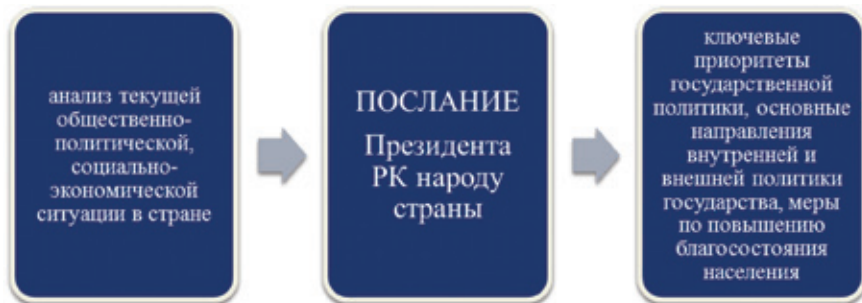 анализ текущей
общественно-
политической,
социально-
экономической
ситуации в стране
ПОСЛАНИЕ
Президента
РК народу
страны
ключевые
приоритеты
государственной
политики, основные
направления
внутренней и
внешней политики
государства, меры
по повышению
благосостояния
населения